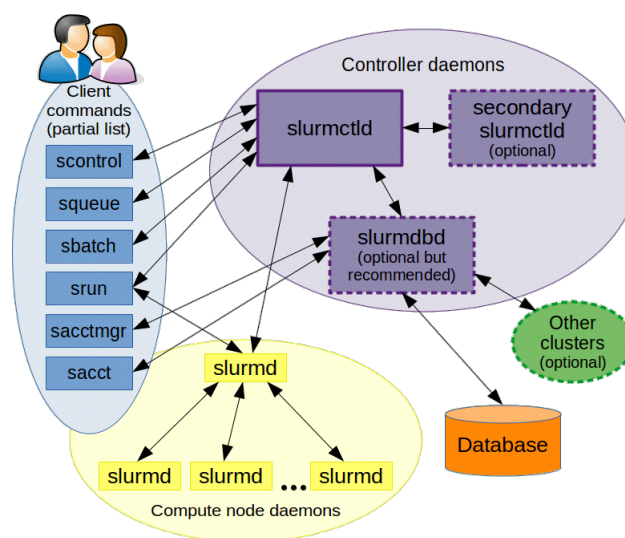 Client
commands
(partial list)
scontrol
squeue
sbatch
srun
sacctmgr
sacct
Controller daemons
slurmctld
secondary
slurmctld
(optional)
slurmdbd
(optional but
recommended)
Other
clusters
(optional)
Database
slurmd
slurmd
slurmd
...
slurmd
Compute node daemons